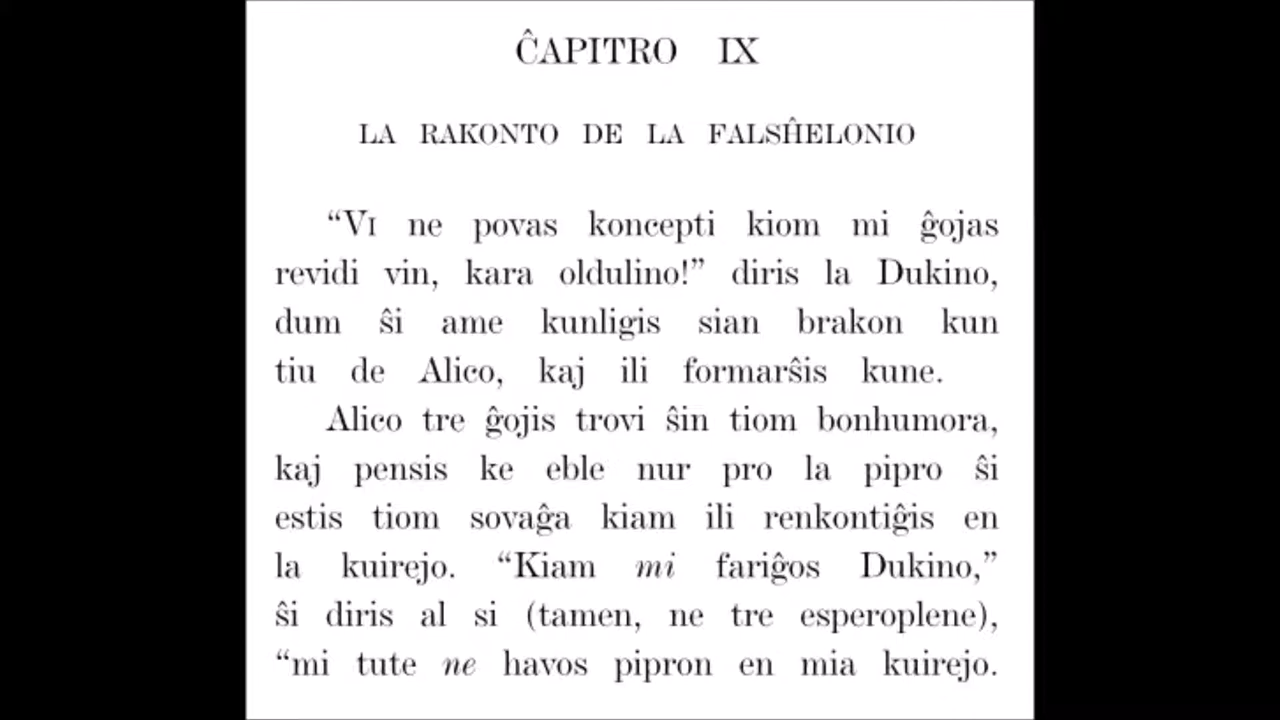 ĈAPITRO IX
LA RAKONTO DE LA FALSĤELONIO
“VI ne povas koncepti kiom mi ĝojas
revidi vin, kara oldulino!” diris la Dukino,
dum ŝi ame kunligis sian brakon kun
tiu de Alico, kaj ili formarŝis kune.
Alico tre ĝojis trovi ŝin tiom bonhumora,
kaj pensis ke eble nur pro la pipro ŝi
estis tiom sovaĝa kiam ili renkontiĝis en
la kuirejo. “Kiam mi fariĝos Dukino,”
ŝi diris al si (tamen, ne tre esperoplene),
“mi tute ne havos pipron en mia kuirejo.